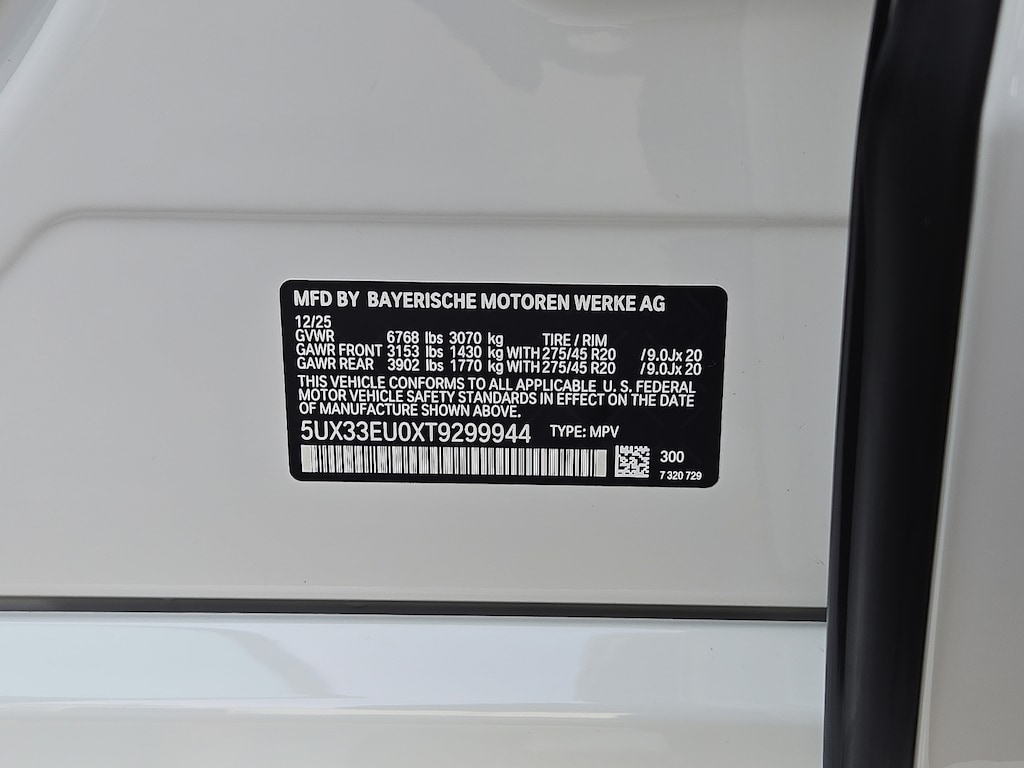 MFD BY BAYERISCHE MOTOREN WERKE AG
12/25
GVWR 6768 lbs 3070 kg TIRE / RIM
GAWR FRONT 3153 lbs 1430 kg WITH 275/45 R20 /9.0Jx 20
GAWR REAR 3902 lbs 1770 kg WITH 275/45 R20 /9.0Jx 20
THIS VEHICLE CONFORMS TO ALL APPLICABLE U. S. FEDERAL
MOTOR VEHICLE SAFETY STANDARDS IN EFFECT ON THE DATE
OF MANUFACTURE SHOWN ABOVE.
5UX33EU0XT9299944 TYPE: MPV
300
7 320 729